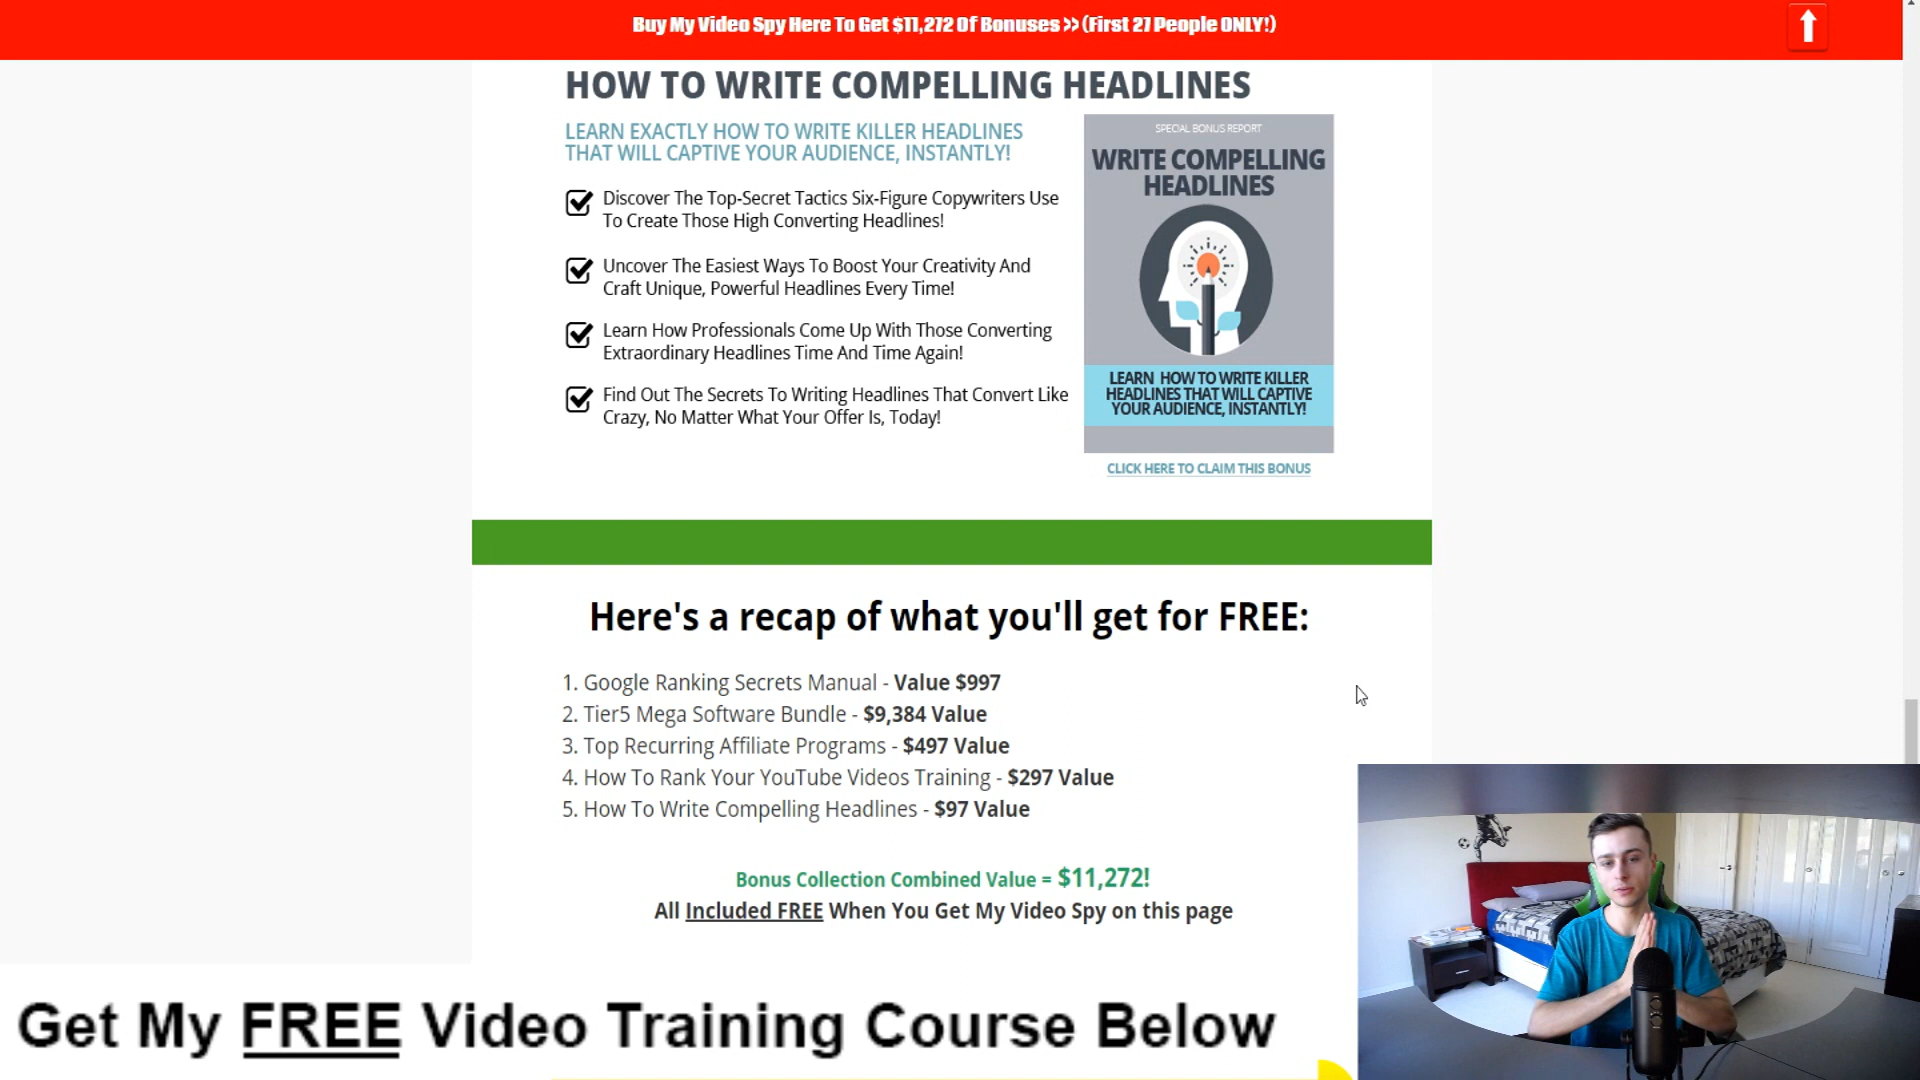 Buy My Video Spy Here To Get $11,272 Of Bonuses >> (First 27 People ONLY!)
HOW TO WRITE COMPELLING HEADLINES
LEARN EXACTLY HOW TO WRITE KILLER HEADLINES
THAT WILL CAPTIVE YOUR AUDIENCE, INSTANTLY!
Discover The Top-Secret Tactics Six-Figure Copywriters Use
To Create Those High Converting Headlines!
Uncover The Easiest Ways To Boost Your Creativity And
Craft Unique, Powerful Headlines Every Time!
Learn How Professionals Come Up With Those Converting
Extraordinary Headlines Time And Time Again!
Find Out The Secrets To Writing Headlines That Convert Like
Crazy, No Matter What Your Offer Is, Today!
SPECIAL BONUS REPORT
WRITE COMPELLING
HEADLINES
LEARN HOW TO WRITE KILLER
HEADLINES THAT WILL CAPTIVE
YOUR AUDIENCE, INSTANTLY!
CLICK HERE TO CLAIM THIS BONUS
Here's a recap of what you'll get for FREE:
1. Google Ranking Secrets Manual - Value $997
2. Tier5 Mega Software Bundle - $9,384 Value
3. Top Recurring Affiliate Programs - $497 Value
4. How To Rank Your YouTube Videos Training - $297 Value
5. How To Write Compelling Headlines - $97 Value
Bonus Collection Combined Value = $11,272!
All Included FREE When You Get My Video Spy on this page
Get My FREE Video Training Course Below